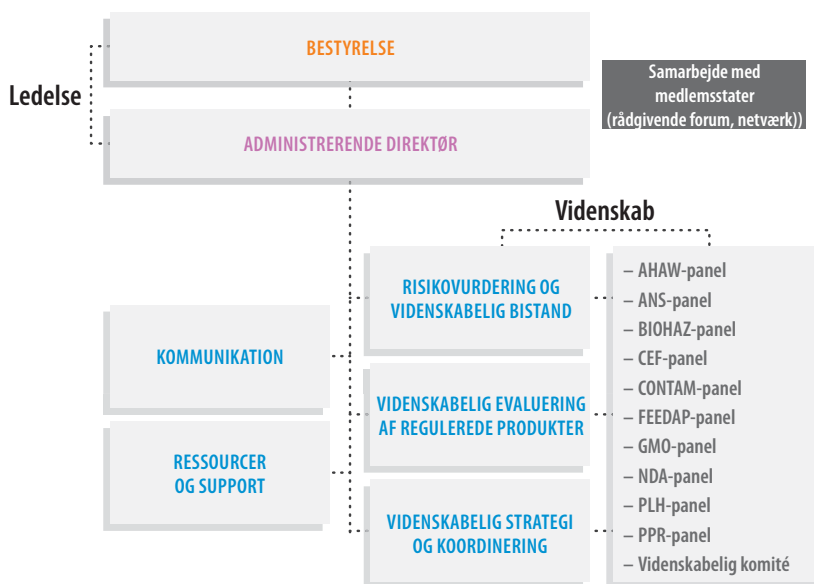 BESTYRELSE
Ledelse
Samarbejde med
medlemsstater
(rådgivende forum, netværk))
ADMINISTRERENDE DIREKTØR
Videnskab
RISIKOVURDERING OG
VIDENSKABELIG BISTAND
KOMMUNIKATION
VIDENSKABELIG EVALUERING
AF REGULEREDE PRODUKTER
RESSOURCER
OG SUPPORT
VIDENSKABELIG STRATEGI
OG KOORDINERING
– AHAW-panel
– ANS-panel
– BIOHAZ-panel
– CEF-panel
– CONTAM-panel
– FEEDAP-panel
– GMO-panel
– NDA-panel
– PLH-panel
– PPR-panel
– Videnskabelig komité